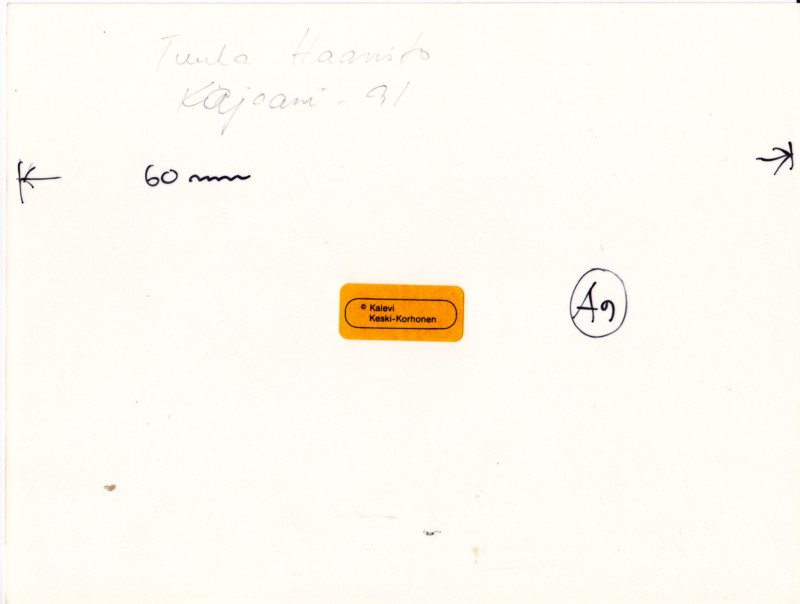 Tuula Haanisto
Kajaani - 91
60 mm
© Kalevi
Keski-Korhonen
A9